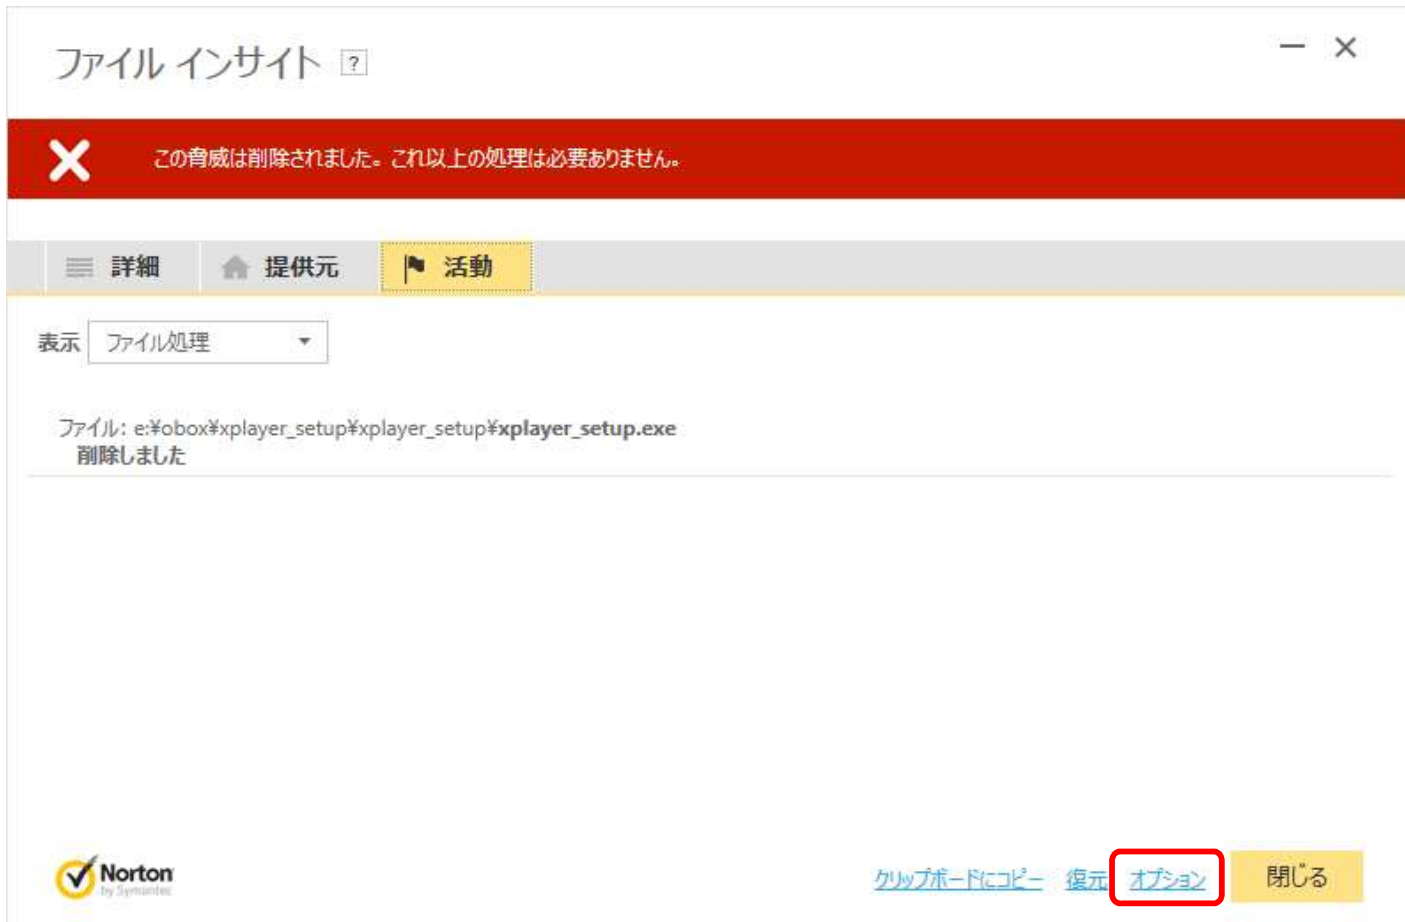 ファイル インサイト ?
この脅威は削除されました。これ以上の処理は必要ありません。
詳細 提供元 活動
表示 ファイル処理
ファイル: e:¥obox¥xplayer_setup¥xplayer_setup¥xplayer_setup.exe
削除しました
Norton
by Symantec
クリップボードにコピー 復元 オプション 閉じる